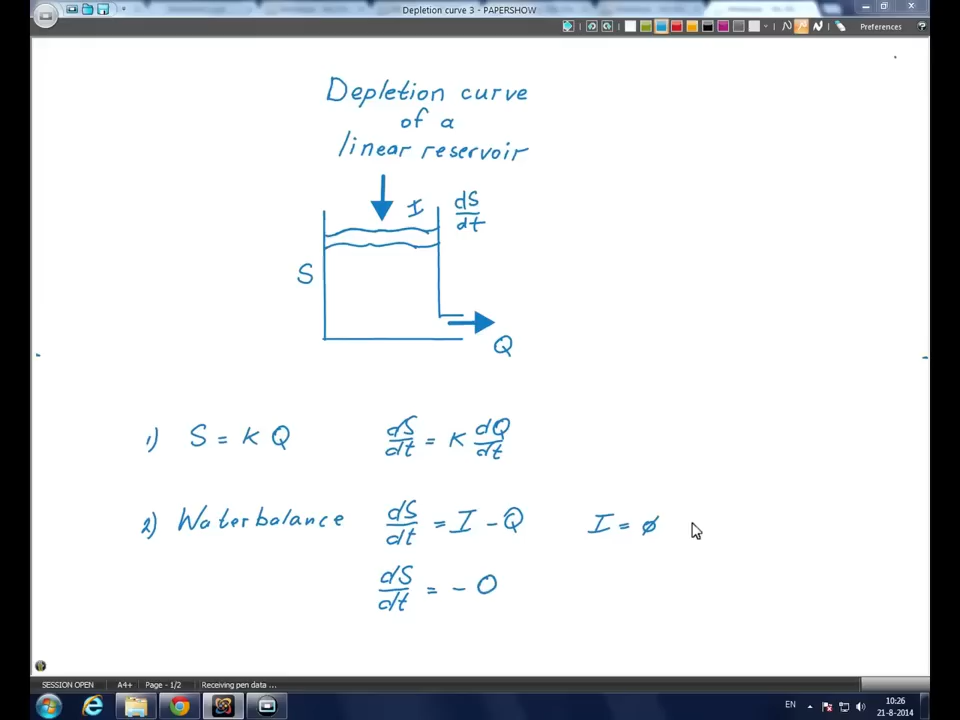 Depletion curve 3 - PAPERSHOW
Preferences
Depletion curve
of a
linear reservoir
I
dS
dt
S
Q
1) S = K Q dS/dt = K dQ/dt
2) Waterbalance dS/dt = I - Q I = ø
dS/dt = - O
SESSION OPEN A4+ Page - 1/2 Receiving pen data ...
EN
10:26
21-8-2014